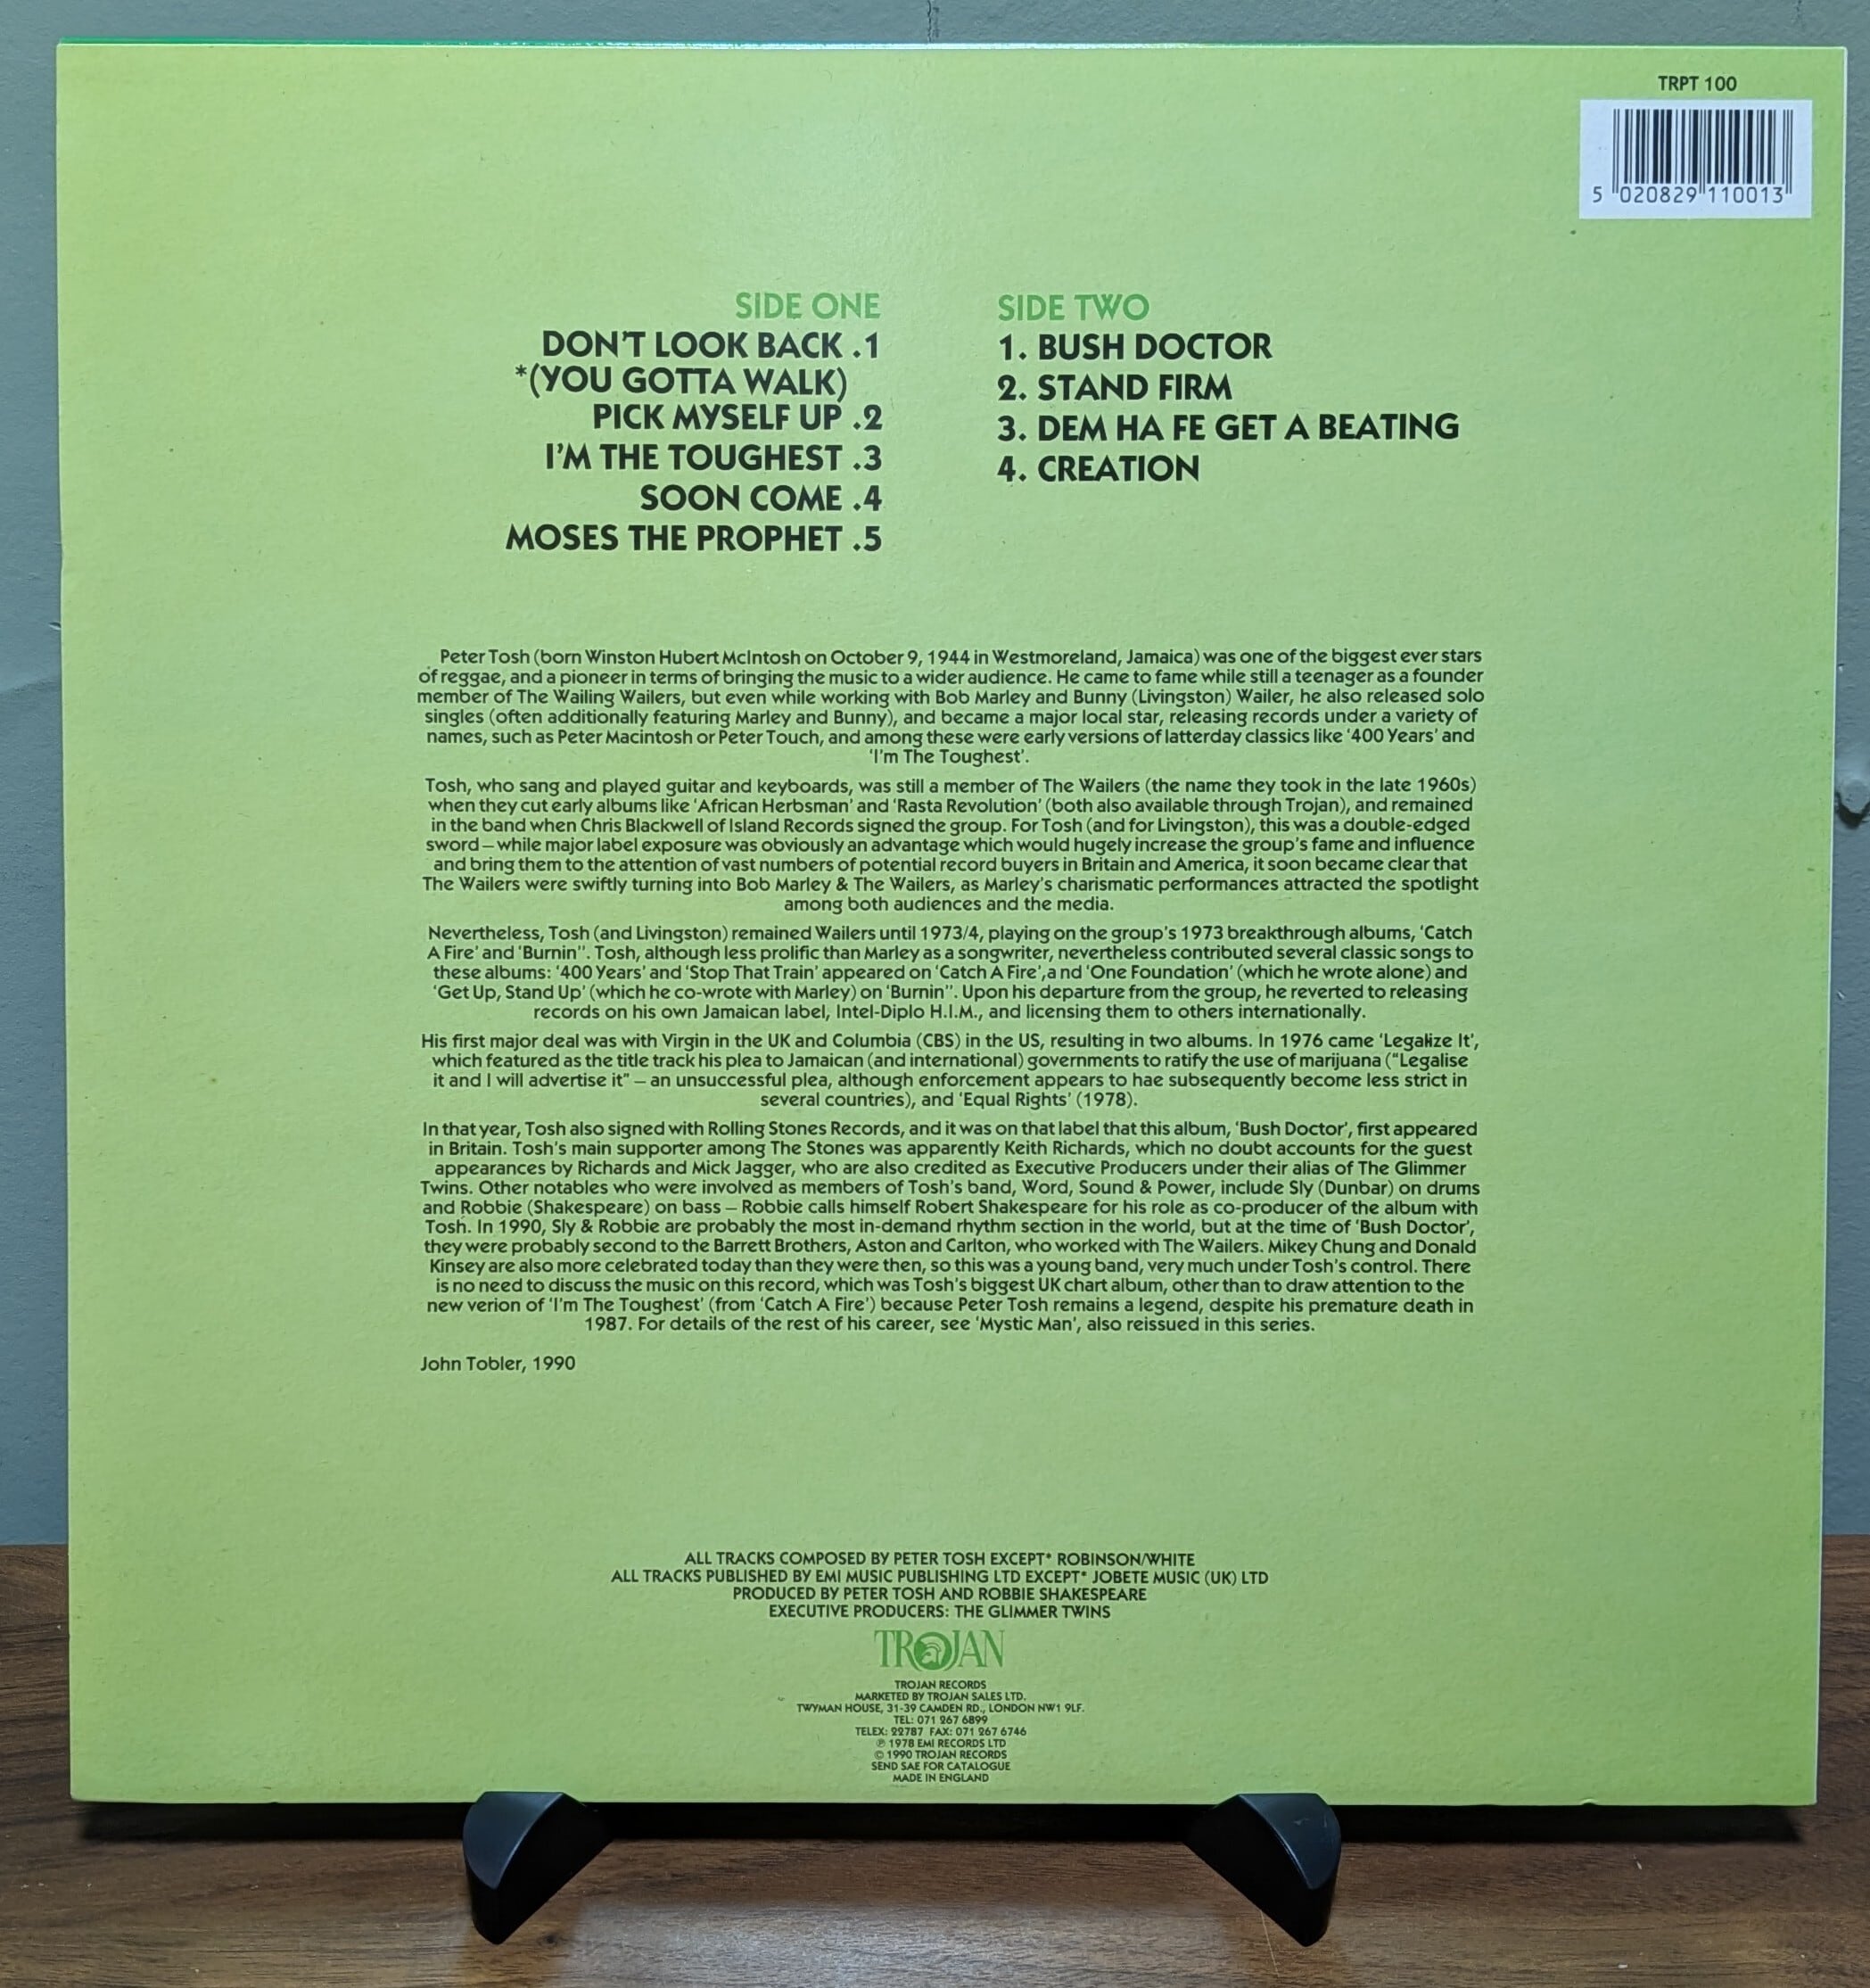 TRPT 100
5 020829 110013
SIDE ONE
DON'T LOOK BACK .1
*(YOU GOTTA WALK)
PICK MYSELF UP .2
I'M THE TOUGHEST .3
SOON COME .4
MOSES THE PROPHET .5
SIDE TWO
1. BUSH DOCTOR
2. STAND FIRM
3. DEM HA FE GET A BEATING
4. CREATION
Peter Tosh (born Winston Hubert McIntosh on October 9, 1944 in Westmoreland, Jamaica) was one of the biggest ever stars
of reggae, and a pioneer in terms of bringing the music to a wider audience. He came to fame while still a teenager as a founder
member of The Wailing Wailers, but even while working with Bob Marley and Bunny (Livingston) Wailer, he also released solo
singles (often additionally featuring Marley and Bunny), and became a major local star, releasing records under a variety of
names, such as Peter Macintosh or Peter Touch, and among these were early versions of latterday classics like '400 Years' and
'I'm The Toughest'.
Tosh, who sang and played guitar and keyboards, was still a member of The Wailers (the name they took in the late 1960s)
when they cut early albums like 'African Herbsman' and 'Rasta Revolution' (both also available through Trojan), and remained
in the band when Chris Blackwell of Island Records signed the group. For Tosh (and for Livingston), this was a double-edged
sword – while major label exposure was obviously an advantage which would hugely increase the group's fame and influence
and bring them to the attention of vast numbers of potential record buyers in Britain and America, it soon became clear that
The Wailers were swiftly turning into Bob Marley & The Wailers, as Marley's charismatic performances attracted the spotlight
among both audiences and the media.
Nevertheless, Tosh (and Livingston) remained Wailers until 1973/4, playing on the group's 1973 breakthrough albums, 'Catch
A Fire' and 'Burnin''. Tosh, although less prolific than Marley as a songwriter, nevertheless contributed several classic songs to
these albums: '400 Years' and 'Stop That Train' appeared on 'Catch A Fire',a nd 'One Foundation' (which he wrote alone) and
'Get Up, Stand Up' (which he co-wrote with Marley) on 'Burnin''. Upon his departure from the group, he reverted to releasing
records on his own Jamaican label, Intel-Diplo H.I.M., and licensing them to others internationally.
His first major deal was with Virgin in the UK and Columbia (CBS) in the US, resulting in two albums. In 1976 came 'Legalize It',
which featured as the title track his plea to Jamaican (and international) governments to ratify the use of marijuana ("Legalise
it and I will advertise it" – an unsuccessful plea, although enforcement appears to hae subsequently become less strict in
several countries), and 'Equal Rights' (1978).
In that year, Tosh also signed with Rolling Stones Records, and it was on that label that this album, 'Bush Doctor', first appeared
in Britain. Tosh's main supporter among The Stones was apparently Keith Richards, which no doubt accounts for the guest
appearances by Richards and Mick Jagger, who are also credited as Executive Producers under their alias of The Glimmer
Twins. Other notables who were involved as members of Tosh's band, Word, Sound & Power, include Sly (Dunbar) on drums
and Robbie (Shakespeare) on bass – Robbie calls himself Robert Shakespeare for his role as co-producer of the album with
Tosh. In 1990, Sly & Robbie are probably the most in-demand rhythm section in the world, but at the time of 'Bush Doctor',
they were probably second to the Barrett Brothers, Aston and Carlton, who worked with The Wailers. Mikey Chung and Donald
Kinsey are also more celebrated today than they were then, so this was a young band, very much under Tosh's control. There
is no need to discuss the music on this record, which was Tosh's biggest UK chart album, other than to draw attention to the
new verion of 'I'm The Toughest' (from 'Catch A Fire') because Peter Tosh remains a legend, despite his premature death in
1987. For details of the rest of his career, see 'Mystic Man', also reissued in this series.
John Tobler, 1990
ALL TRACKS COMPOSED BY PETER TOSH EXCEPT* ROBINSON/WHITE
ALL TRACKS PUBLISHED BY EMI MUSIC PUBLISHING LTD EXCEPT* JOBETE MUSIC (UK) LTD
PRODUCED BY PETER TOSH AND ROBBIE SHAKESPEARE
EXECUTIVE PRODUCERS: THE GLIMMER TWINS
TROJAN
TROJAN RECORDS
MARKETED BY TROJAN SALES LTD.
TWYMAN HOUSE, 31-39 CAMDEN RD., LONDON NW1 9LF.
TEL: 071 267 6899
TELEX: 22787 FAX: 071 267 6746
℗ 1978 EMI RECORDS LTD
© 1990 TROJAN RECORDS
SEND SAE FOR CATALOGUE
MADE IN ENGLAND